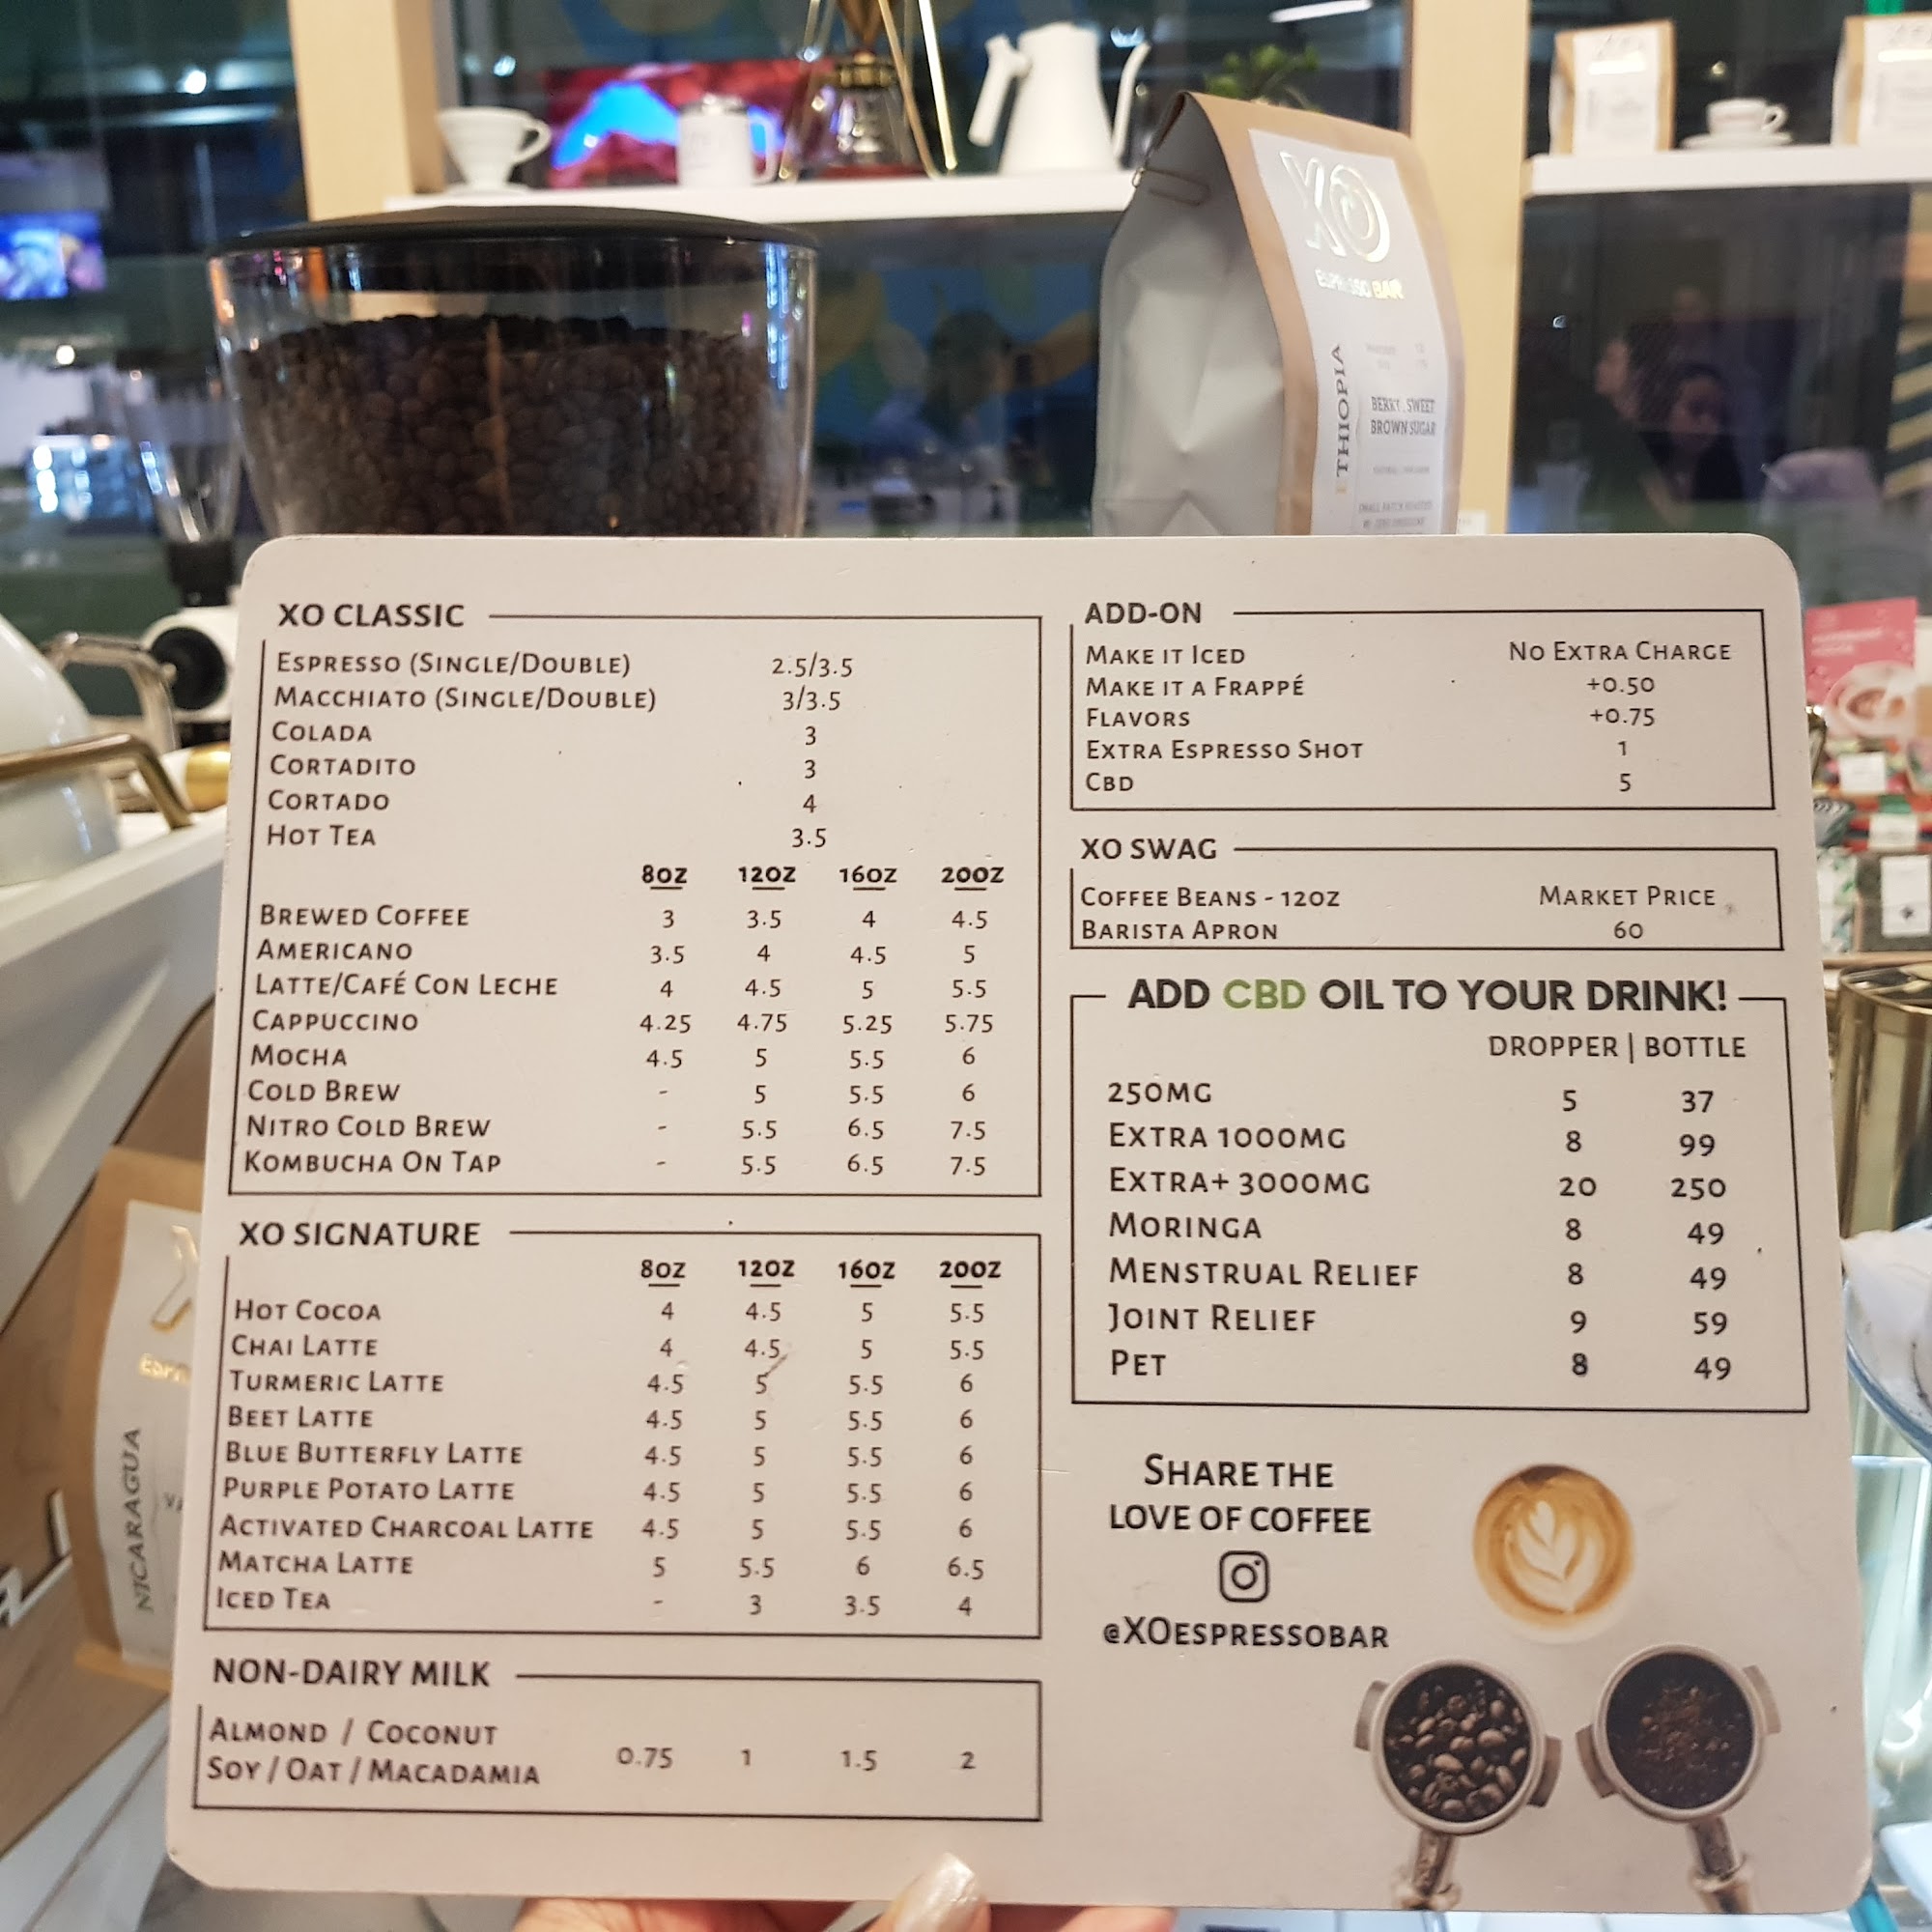 XO
ESPRESSO BAR
ETHIOPIA
BERRY, SWEET
BROWN SUGAR
NICARAGUA
XO CLASSIC
ESPRESSO (SINGLE/DOUBLE) 2.5/3.5
MACCHIATO (SINGLE/DOUBLE) 3/3.5
COLADA 3
CORTADITO 3
CORTADO 4
HOT TEA 3.5
8OZ 12OZ 16OZ 20OZ
BREWED COFFEE 3 3.5 4 4.5
AMERICANO 3.5 4 4.5 5
LATTE/CAFÉ CON LECHE 4 4.5 5 5.5
CAPPUCCINO 4.25 4.75 5.25 5.75
MOCHA 4.5 5 5.5 6
COLD BREW - 5 5.5 6
NITRO COLD BREW - 5.5 6.5 7.5
KOMBUCHA ON TAP - 5.5 6.5 7.5
XO SIGNATURE
8OZ 12OZ 16OZ 20OZ
HOT COCOA 4 4.5 5 5.5
CHAI LATTE 4 4.5 5 5.5
TURMERIC LATTE 4.5 5 5.5 6
BEET LATTE 4.5 5 5.5 6
BLUE BUTTERFLY LATTE 4.5 5 5.5 6
PURPLE POTATO LATTE 4.5 5 5.5 6
ACTIVATED CHARCOAL LATTE 4.5 5 5.5 6
MATCHA LATTE 5 5.5 6 6.5
ICED TEA - 3 3.5 4
NON-DAIRY MILK
ALMOND / COCONUT
SOY / OAT / MACADAMIA 0.75 1 1.5 2
ADD-ON
MAKE IT ICED NO EXTRA CHARGE
MAKE IT A FRAPPÉ +0.50
FLAVORS +0.75
EXTRA ESPRESSO SHOT 1
CBD 5
XO SWAG
COFFEE BEANS - 12OZ MARKET PRICE
BARISTA APRON 60
ADD CBD OIL TO YOUR DRINK!
DROPPER | BOTTLE
250MG 5 37
EXTRA 1000MG 8 99
EXTRA+ 3000MG 20 250
MORINGA 8 49
MENSTRUAL RELIEF 8 49
JOINT RELIEF 9 59
PET 8 49
SHARE THE
LOVE OF COFFEE
@XOESPRESSOBAR